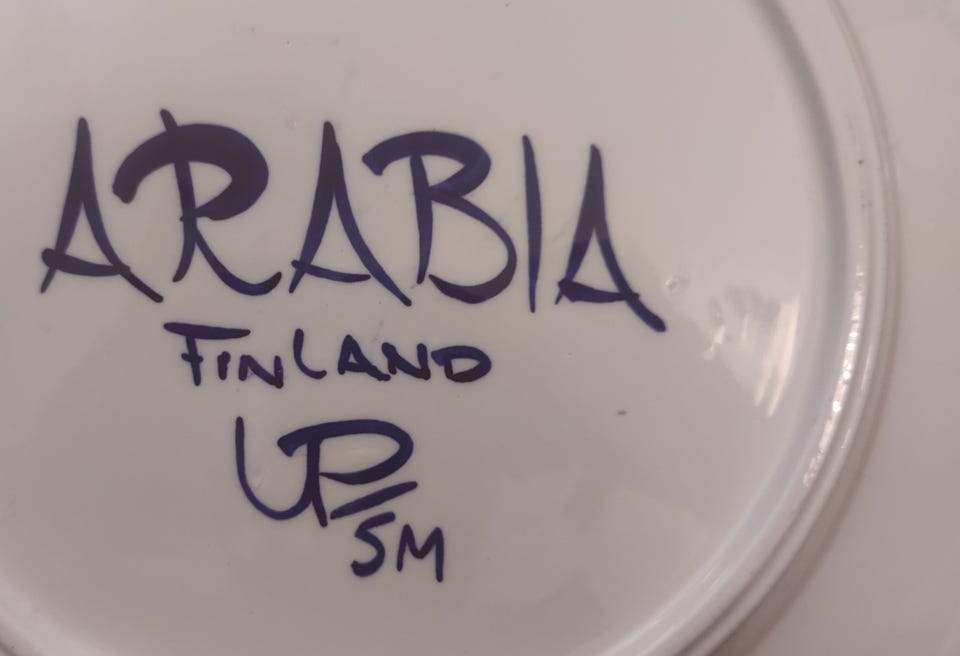 ARABIA
FINLAND
UP/
SM